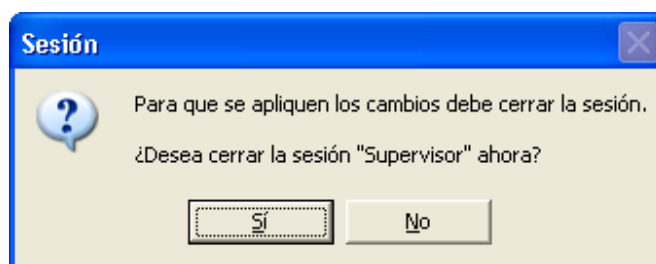 Sesión
Para que se apliquen los cambios debe cerrar la sesión.
¿Desea cerrar la sesión "Supervisor" ahora?
Sí
No